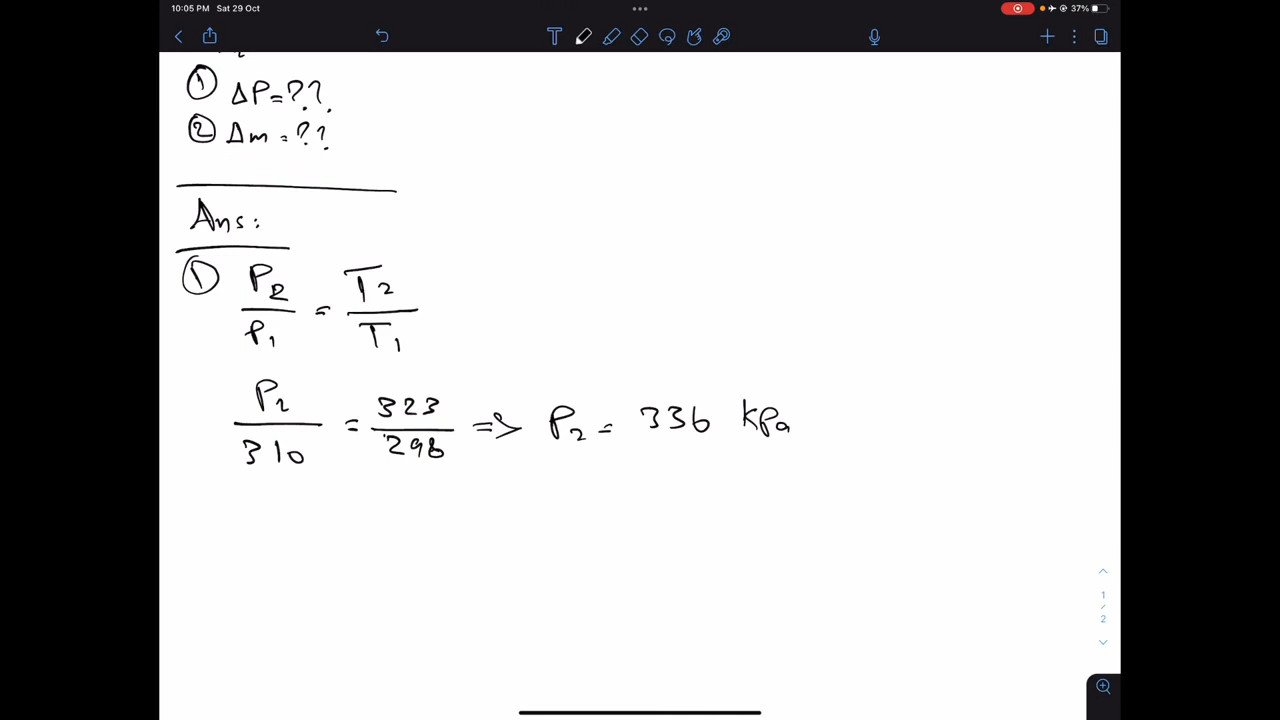 10:05 PM Sat 29 Oct
37%
① ΔP=??
② Δm=??
Ans:
① P2/P1 = T2/T1
P2/310 = 323/298 => P2 = 336 kPa
1
/
2